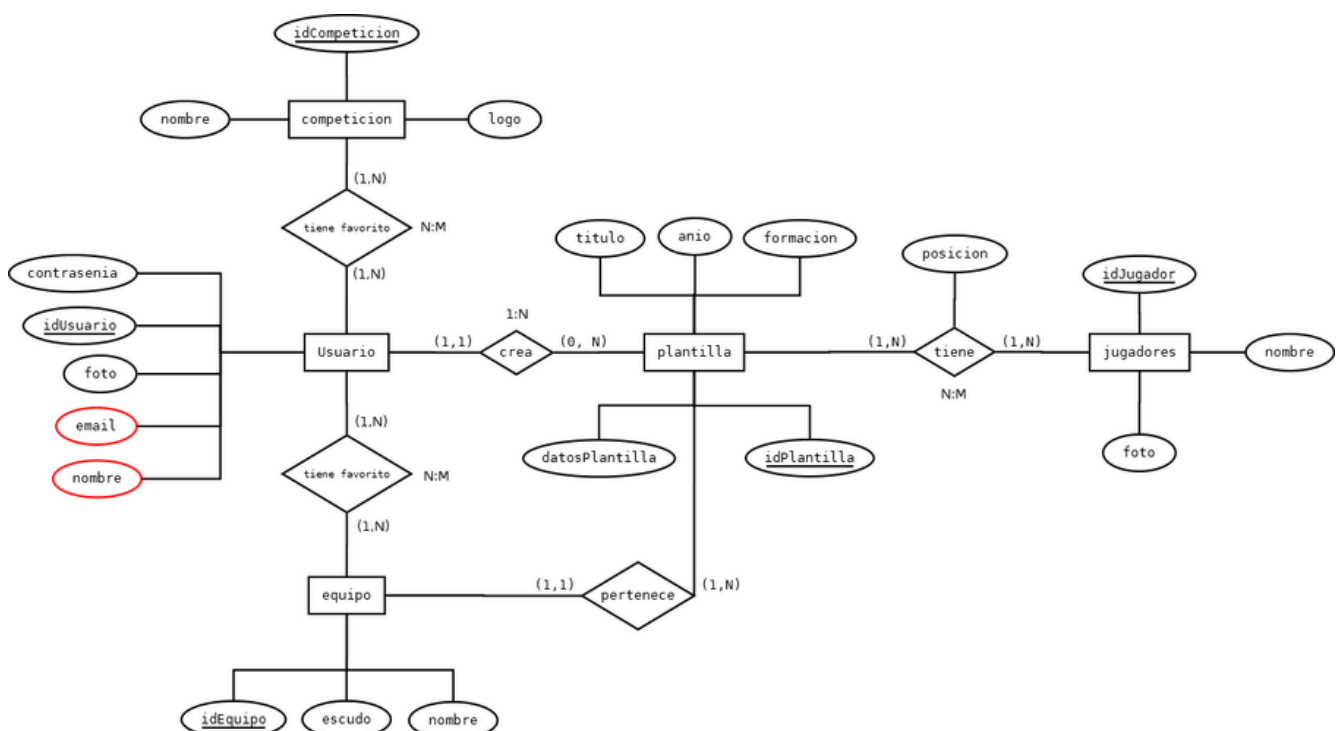 idCompeticion
nombre
competicion
logo
(1,N)
tiene favorito
N:M
(1,N)
contrasenia
idUsuario
foto
email
nombre
Usuario
(1,1)
1:N
crea
(0, N)
titulo
anio
formacion
plantilla
datosPlantilla
idPlantilla
(1,N)
posicion
tiene
N:M
(1,N)
idJugador
jugadores
nombre
foto
(1,N)
tiene favorito
N:M
(1,N)
equipo
(1,1)
pertenece
(1,N)
idEquipo
escudo
nombre